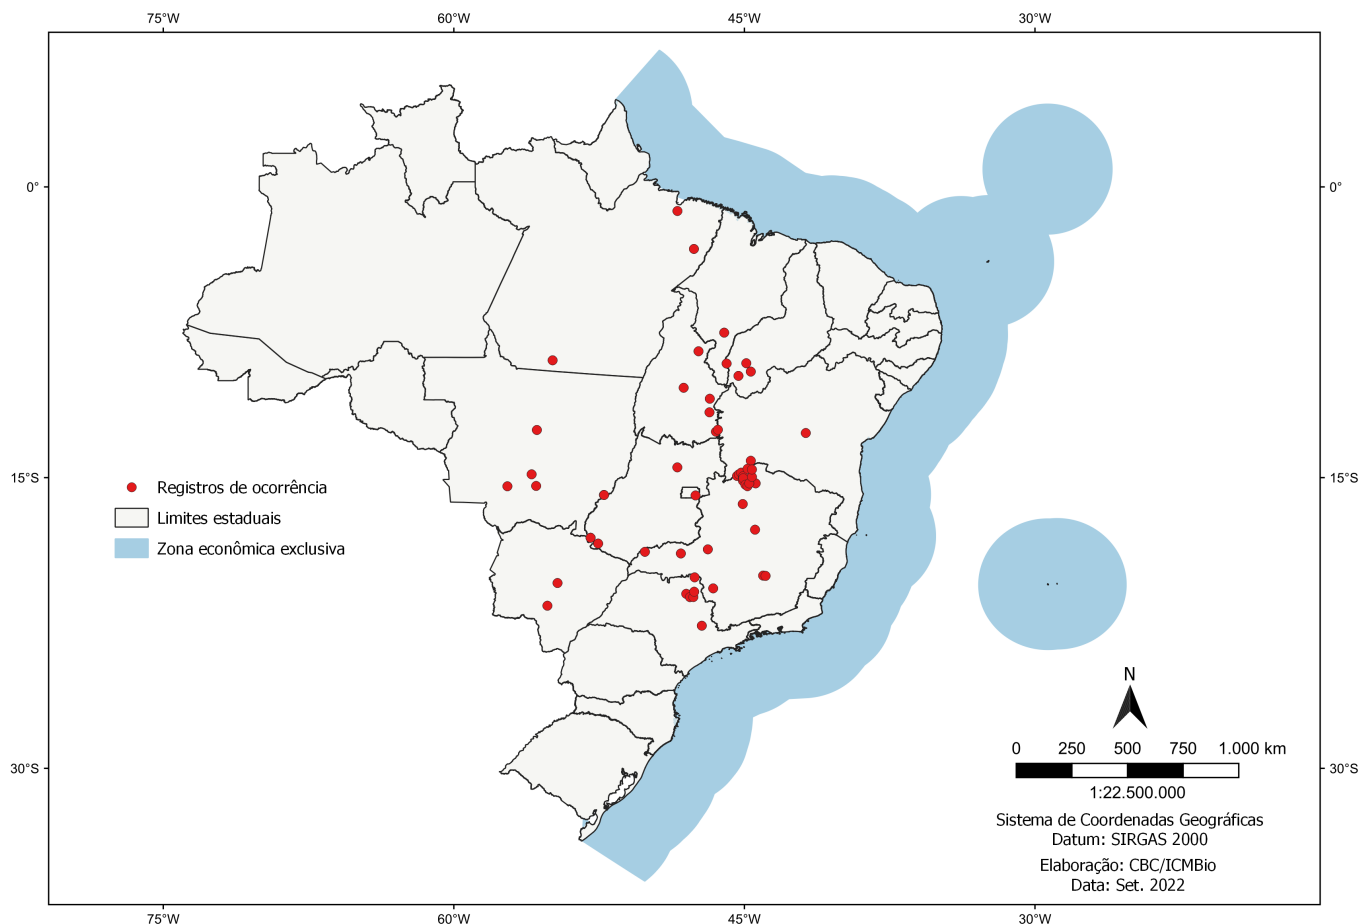 75°W 60°W 45°W 30°W
0° 0°
Registros de ocorrência
15°S 15°S
Limites estaduais
Zona econômica exclusiva
N
0 250 500 750 1.000 km
30°S 30°S
1:22.500.000
Sistema de Coordenadas Geográficas
Datum: SIRGAS 2000
Elaboração: CBC/ICMBio
Data: Set. 2022
75°W 60°W 45°W 30°W